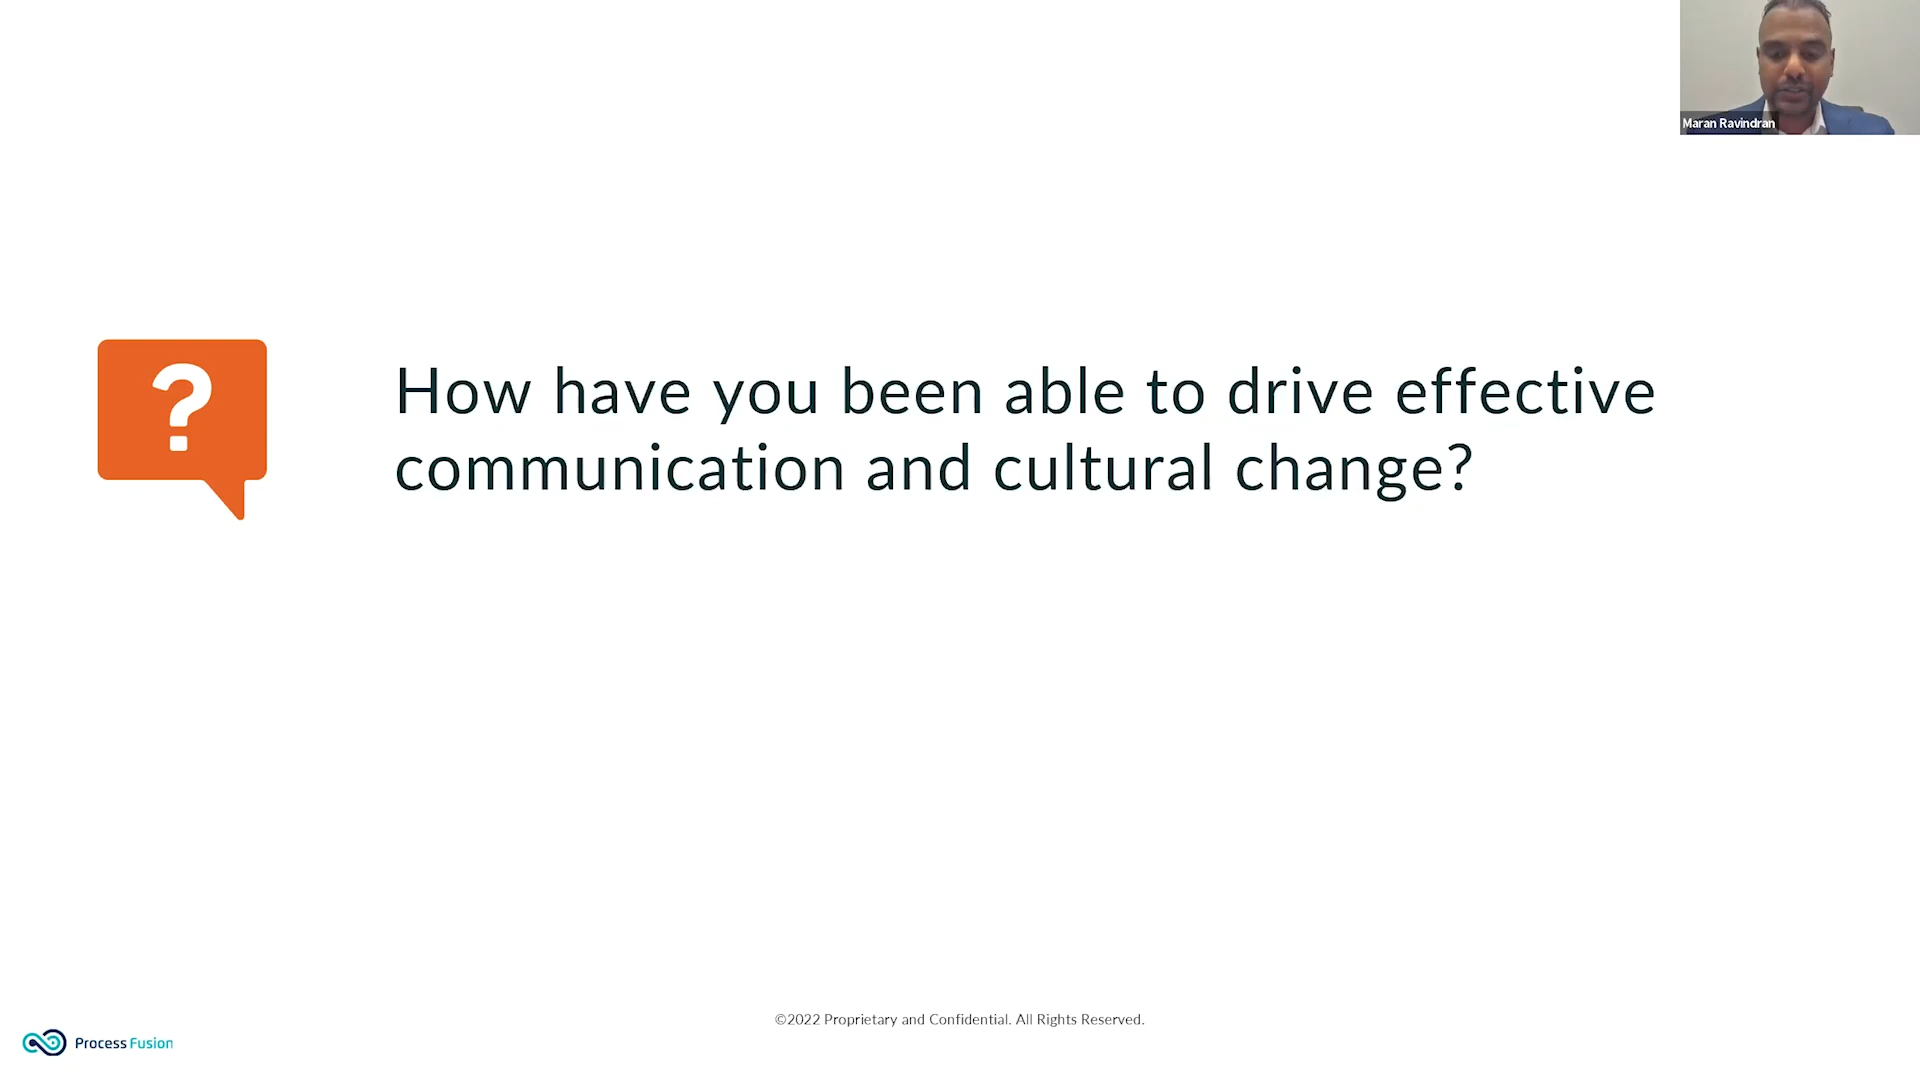 Maran Ravindran
?
How have you been able to drive effective
communication and cultural change?
©2022 Proprietary and Confidential. All Rights Reserved.
Process Fusion